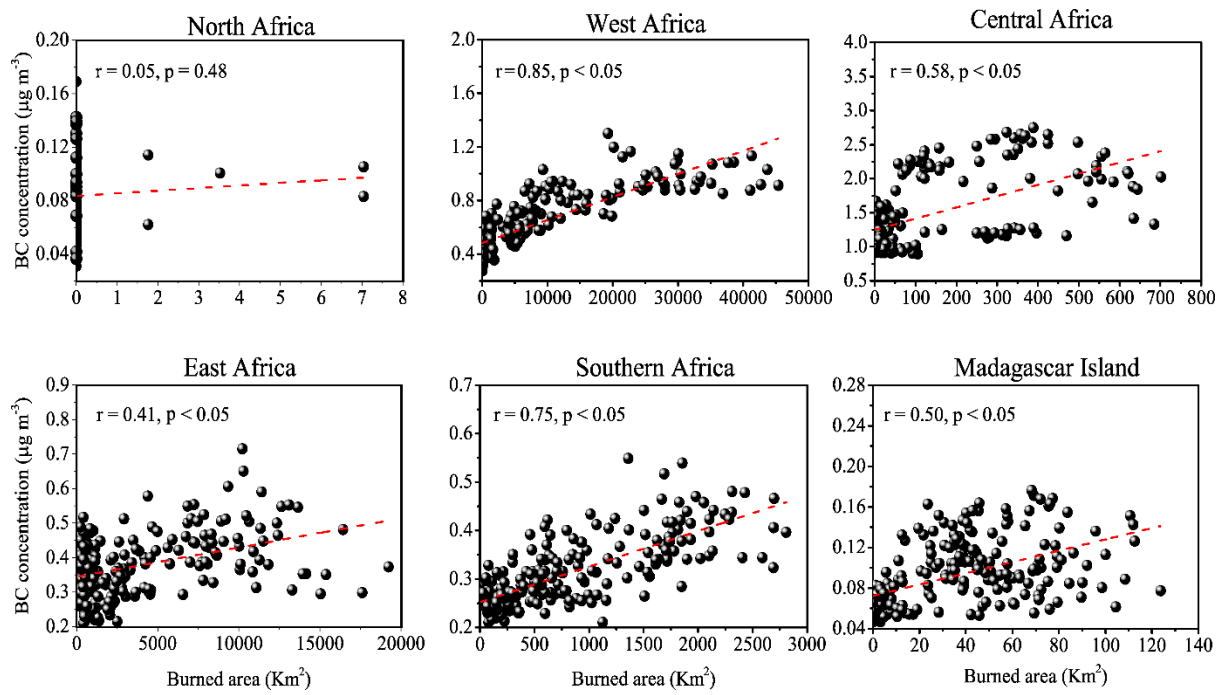 North Africa
West Africa
Central Africa
BC concentration (μg m⁻³)
0.20
0.16
0.12
0.08
0.04
r = 0.05, p = 0.48
0 1 2 3 4 5 6 7 8
2.0
1.6
1.2
0.8
0.4
r=0.85, p < 0.05
0 10000 20000 30000 40000 50000
4.0
3.5
3.0
2.5
2.0
1.5
1.0
0.5
r=0.58, p < 0.05
0 100 200 300 400 500 600 700 800
East Africa
Southern Africa
Madagascar Island
BC concentration (μg m⁻³)
0.9
0.8
0.7
0.6
0.5
0.4
0.3
0.2
r = 0.41, p < 0.05
0 5000 10000 15000 20000
Burned area (Km²)
0.7
0.6
0.5
0.4
0.3
0.2
r = 0.75, p < 0.05
0 500 1000 1500 2000 2500 3000
Burned area (Km²)
0.28
0.24
0.20
0.16
0.12
0.08
0.04
r = 0.50, p < 0.05
0 20 40 60 80 100 120 140
Burned area (Km²)